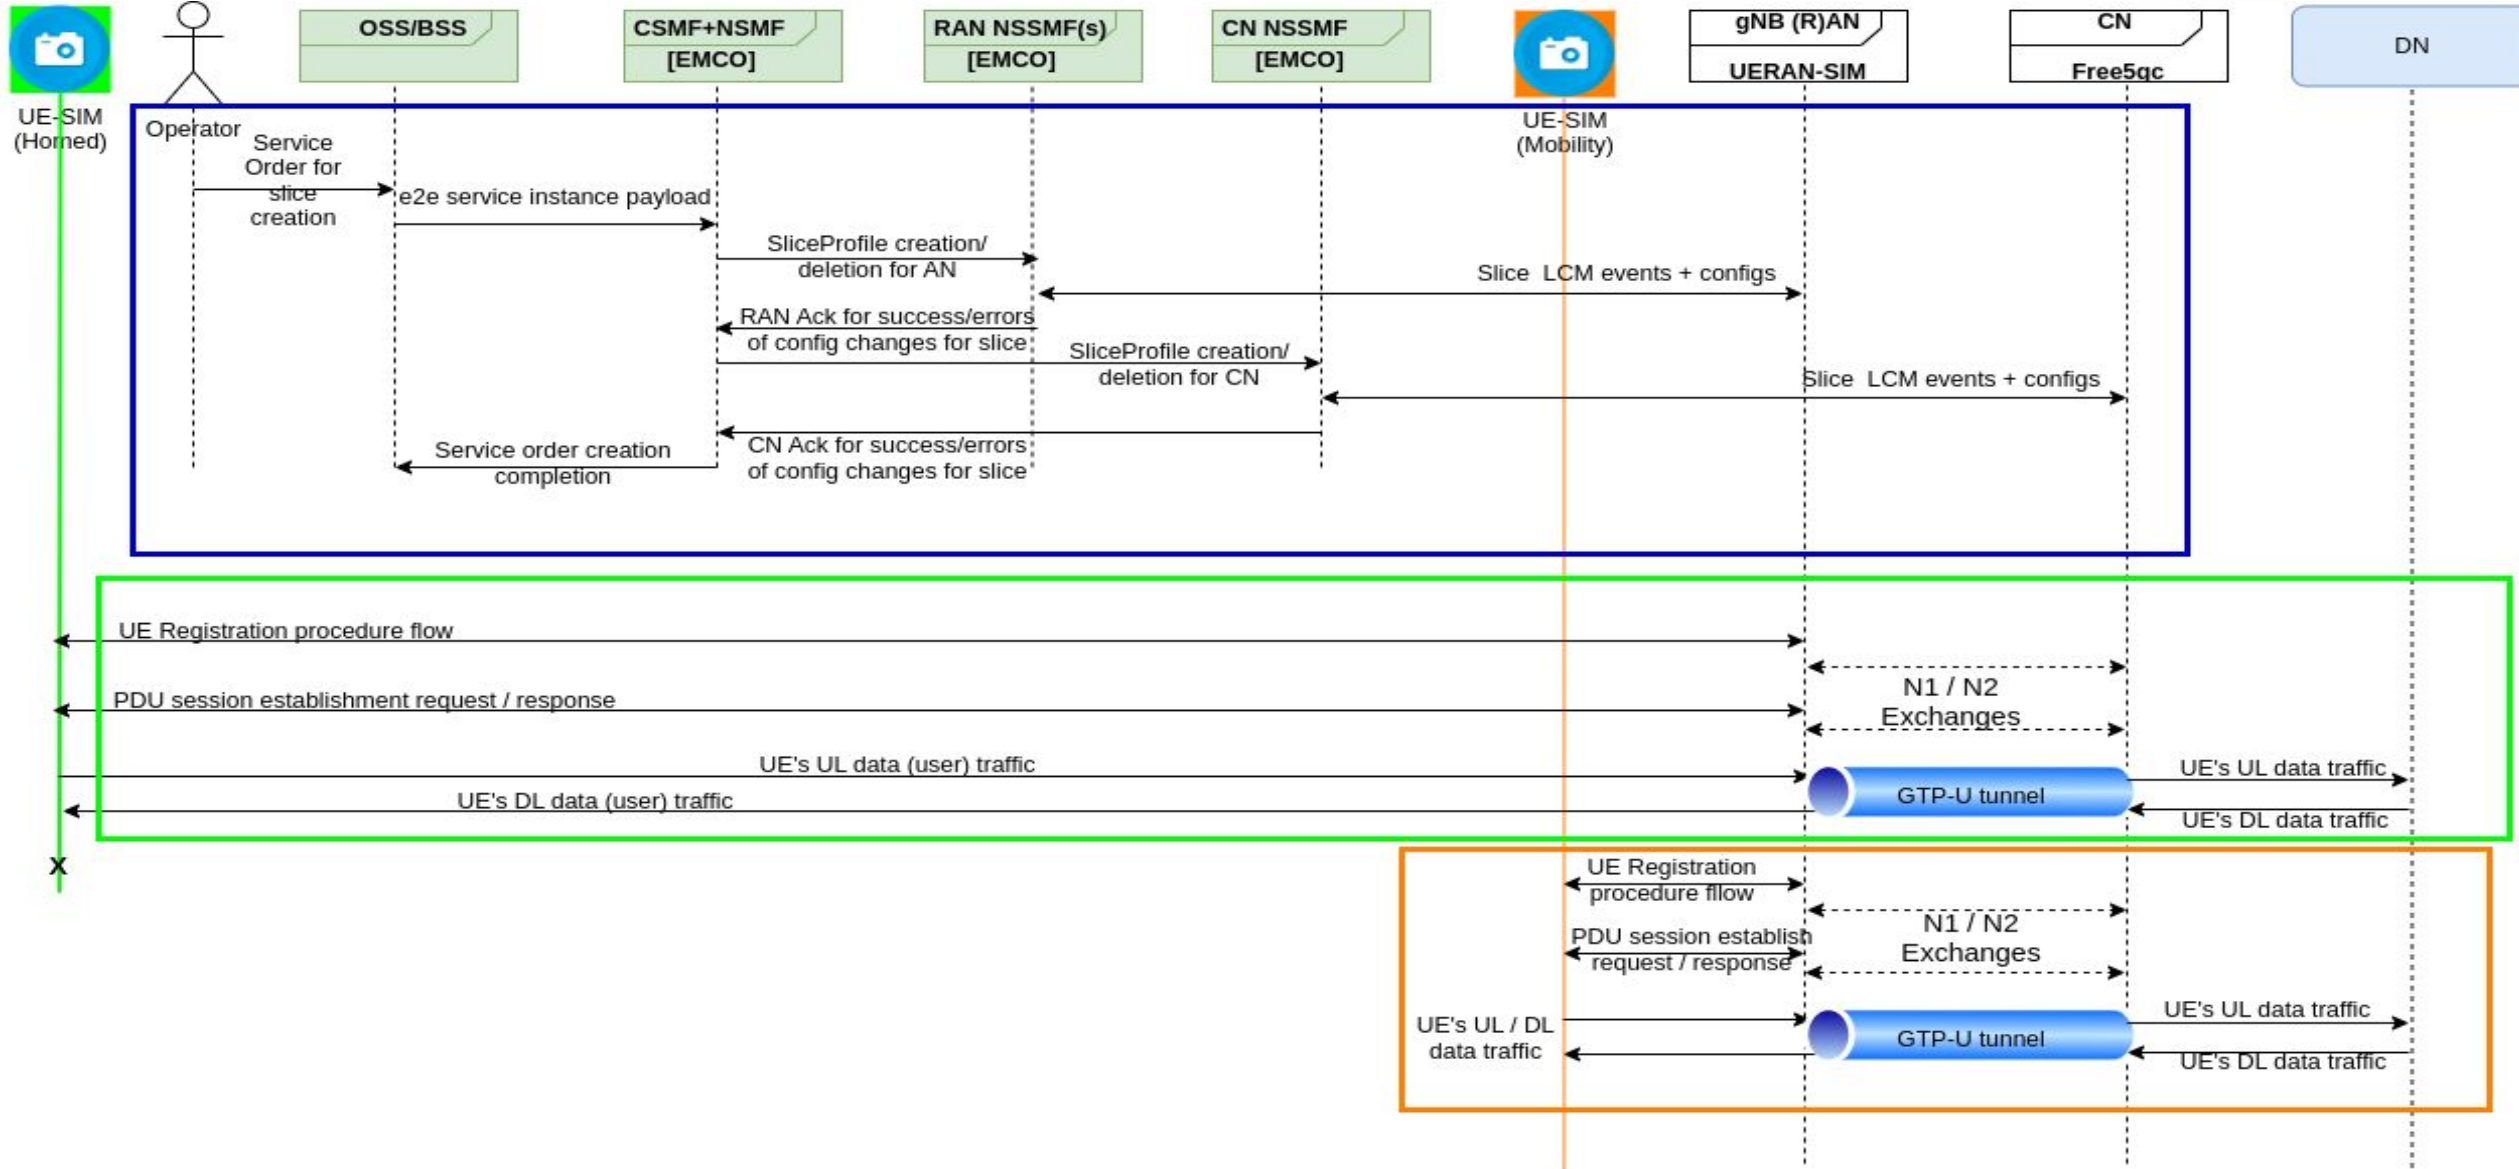 OSS/BSS
CSMF+NSMF
[EMCO]
RAN NSSMF(s)
[EMCO]
CN NSSMF
[EMCO]
gNB (R)AN
UERAN-SIM
CN
Free5gc
DN
UE-SIM
(Homed)
Operator
UE-SIM
(Mobility)
Service
Order for
slice
creation
e2e service instance payload
SliceProfile creation/
deletion for AN
Slice LCM events + configs
RAN Ack for success/errors
of config changes for slice
SliceProfile creation/
deletion for CN
Slice LCM events + configs
CN Ack for success/errors
of config changes for slice
Service order creation
completion
UE Registration procedure flow
N1 / N2
Exchanges
PDU session establishment request / response
UE's UL data (user) traffic
UE's DL data (user) traffic
GTP-U tunnel
UE's UL data traffic
UE's DL data traffic
X
UE Registration
procedure fllow
N1 / N2
Exchanges
PDU session establish
request / response
UE's UL / DL
data traffic
GTP-U tunnel
UE's UL data traffic
UE's DL data traffic